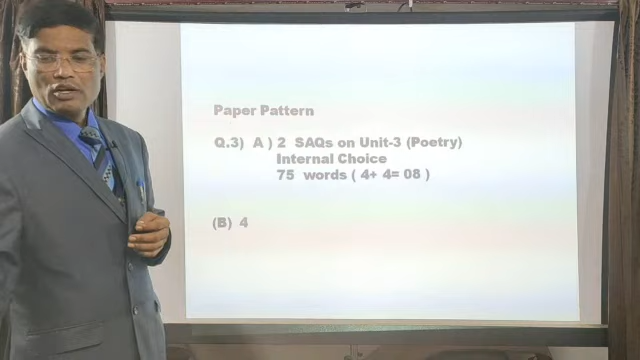 Paper Pattern
Q.3) A ) 2 SAQs on Unit-3 (Poetry)
Internal Choice
75 words ( 4+ 4= 08 )
(B) 4